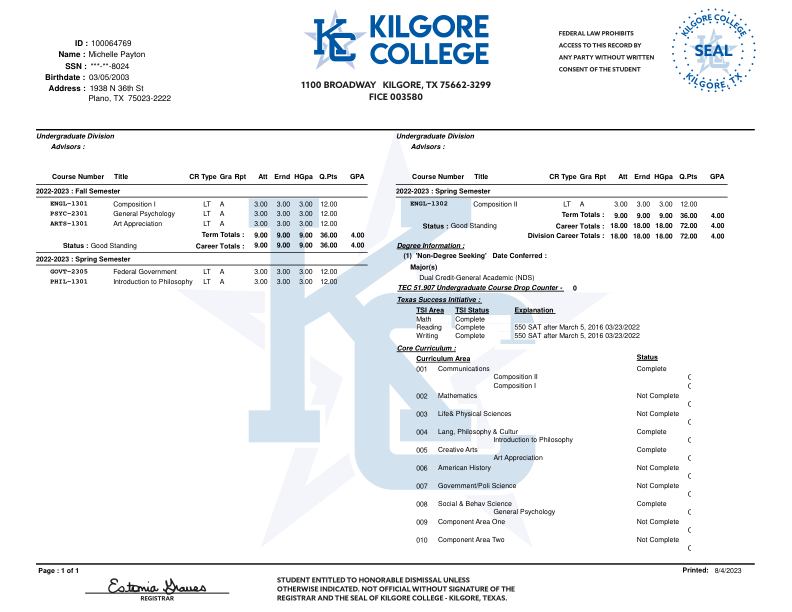 KILGORE
COLLEGE
1100 BROADWAY KILGORE, TX 75662-3299
FICE 003580
ID : 100064769
Name : Michelle Payton
SSN : ***-**-8024
Birthdate : 03/05/2003
Address : 1938 N 36th St
Plano, TX 75023-2222
FEDERAL LAW PROHIBITS
ACCESS TO THIS RECORD BY
ANY PARTY WITHOUT WRITTEN
CONSENT OF THE STUDENT
KILGORE COLLEGE
SEAL
KILGORE, TX
Undergraduate Division
Advisors :
Course Number Title CR Type Gra Rpt Att Ernd HGpa Q.Pts GPA
2022-2023 : Fall Semester
ENGL-1301 Composition I LT A 3.00 3.00 3.00 12.00
PSYC-2301 General Psychology LT A 3.00 3.00 3.00 12.00
ARTS-1301 Art Appreciation LT A 3.00 3.00 3.00 12.00
Term Totals : 9.00 9.00 9.00 36.00 4.00
Status : Good Standing Career Totals : 9.00 9.00 9.00 36.00 4.00
2022-2023 : Spring Semester
GOVT-2305 Federal Government LT A 3.00 3.00 3.00 12.00
PHIL-1301 Introduction to Philosophy LT A 3.00 3.00 3.00 12.00
Undergraduate Division
Advisors :
Course Number Title CR Type Gra Rpt Att Ernd HGpa Q.Pts GPA
2022-2023 : Spring Semester
ENGL-1302 Composition II LT A 3.00 3.00 3.00 12.00
Term Totals : 9.00 9.00 9.00 36.00 4.00
Status : Good Standing Career Totals : 18.00 18.00 18.00 72.00 4.00
Division Career Totals : 18.00 18.00 18.00 72.00 4.00
Degree Information :
(1) 'Non-Degree Seeking' Date Conferred :
Major(s)
Dual Credit-General Academic (NDS)
TEC 51.907 Undergraduate Course Drop Counter - 0
Texas Success Initiative :
TSI Area TSI Status Explanation
Math Complete
Reading Complete 550 SAT after March 5, 2016 03/23/2022
Writing Complete 550 SAT after March 5, 2016 03/23/2022
Core Curriculum :
Curriculum Area Status
001 Communications Complete
Composition II C
Composition I C
002 Mathematics Not Complete
C
003 Life& Physical Sciences Not Complete
C
004 Lang, Philosophy & Cultur Complete
Introduction to Philosophy C
005 Creative Arts Complete
Art Appreciation C
006 American History Not Complete
C
007 Government/Poli Science Not Complete
C
008 Social & Behav Science Complete
General Psychology C
009 Component Area One Not Complete
C
010 Component Area Two Not Complete
C
Page : 1 of 1
Printed: 8/4/2023
Estonia Graves
REGISTRAR
STUDENT ENTITLED TO HONORABLE DISMISSAL UNLESS
OTHERWISE INDICATED. NOT OFFICIAL WITHOUT SIGNATURE OF THE
REGISTRAR AND THE SEAL OF KILGORE COLLEGE - KILGORE, TEXAS.